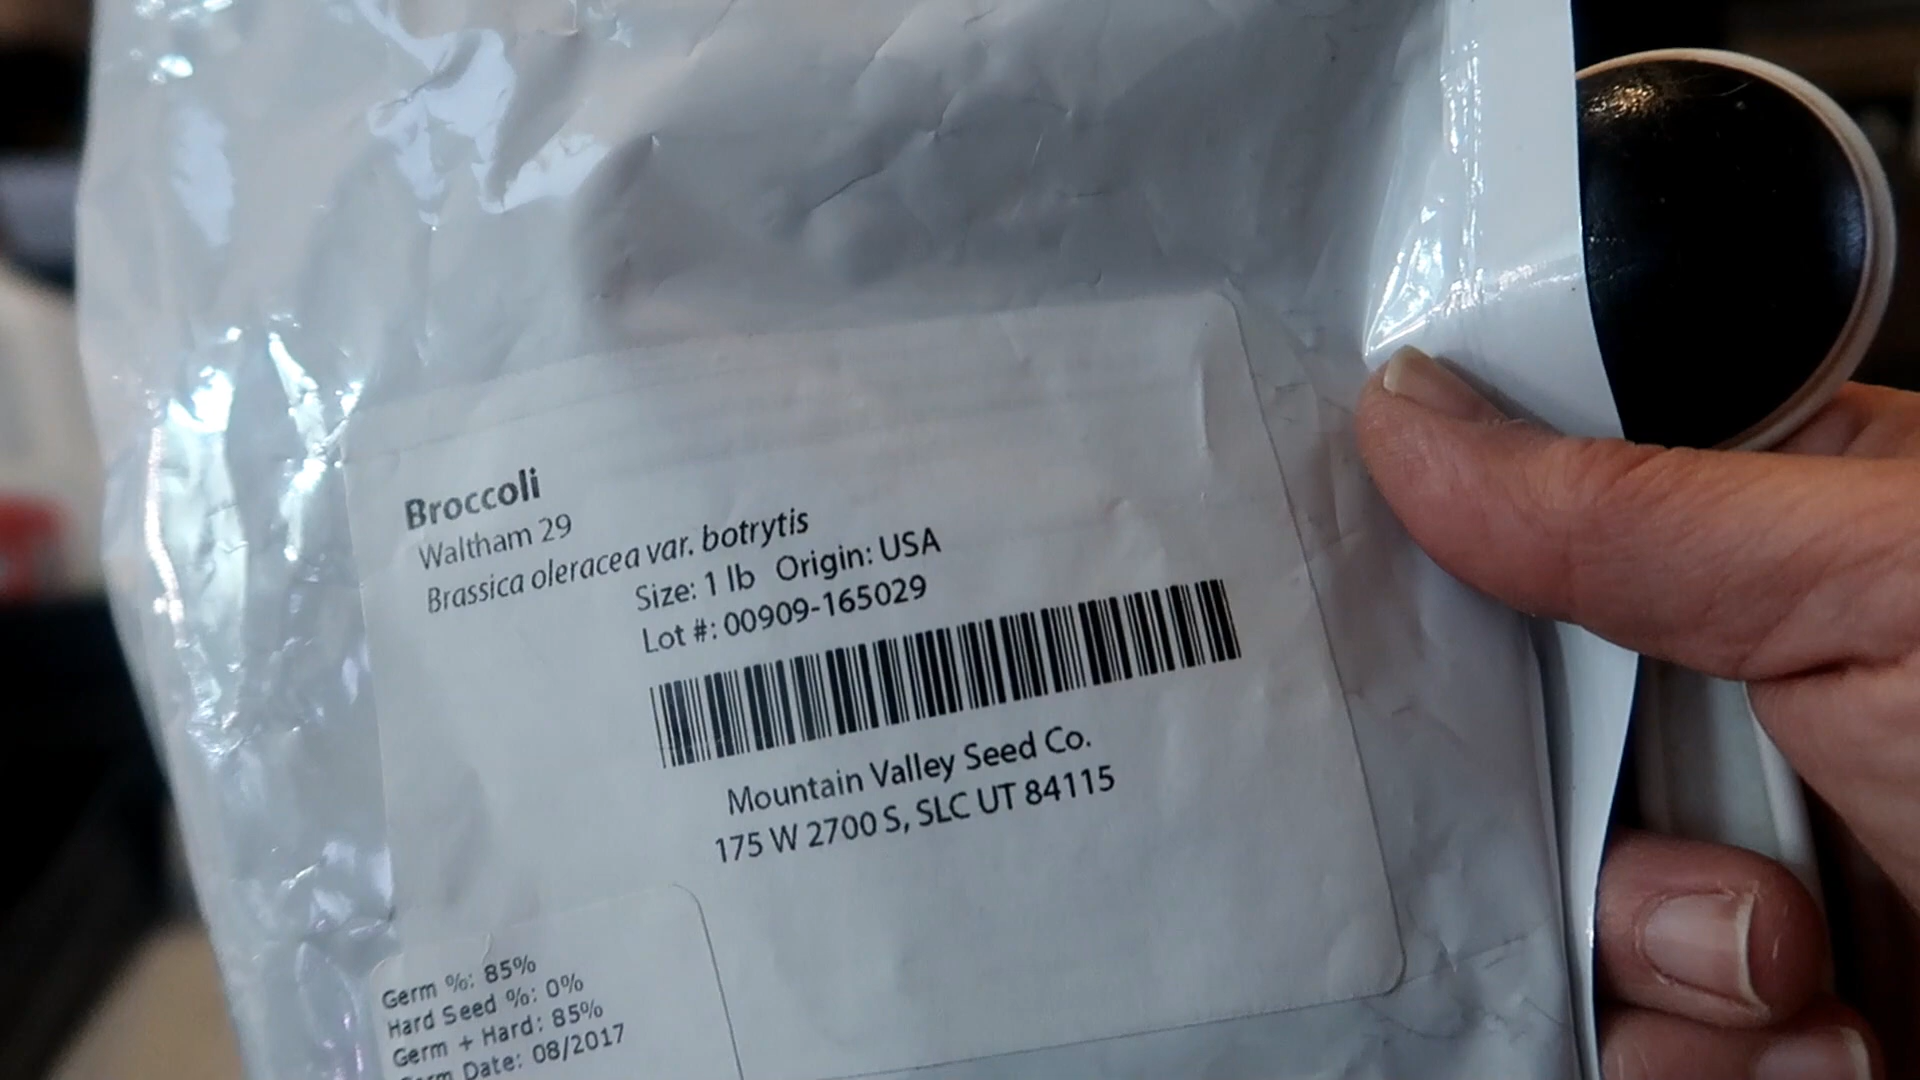 Broccoli
Waltham 29
Brassica oleracea var. botrytis
Size: 1 lb Origin: USA
Lot #: 00909-165029
Mountain Valley Seed Co.
175 W 2700 S, SLC UT 84115
Germ %: 85%
Hard Seed %: 0%
Germ + Hard: 85%
Date: 08/2017